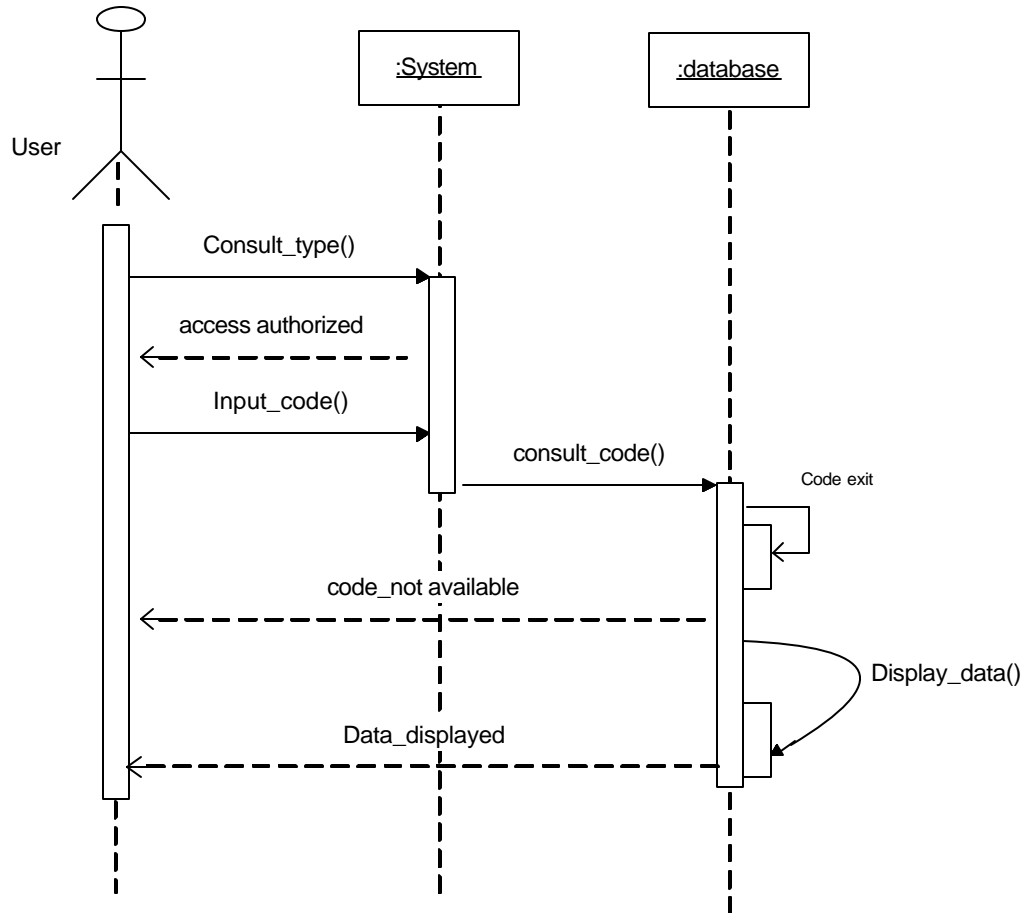 :System
:database
User
Consult_type()
access authorized
Input_code()
consult_code()
Code exit
code_not available
Display_data()
Data_displayed